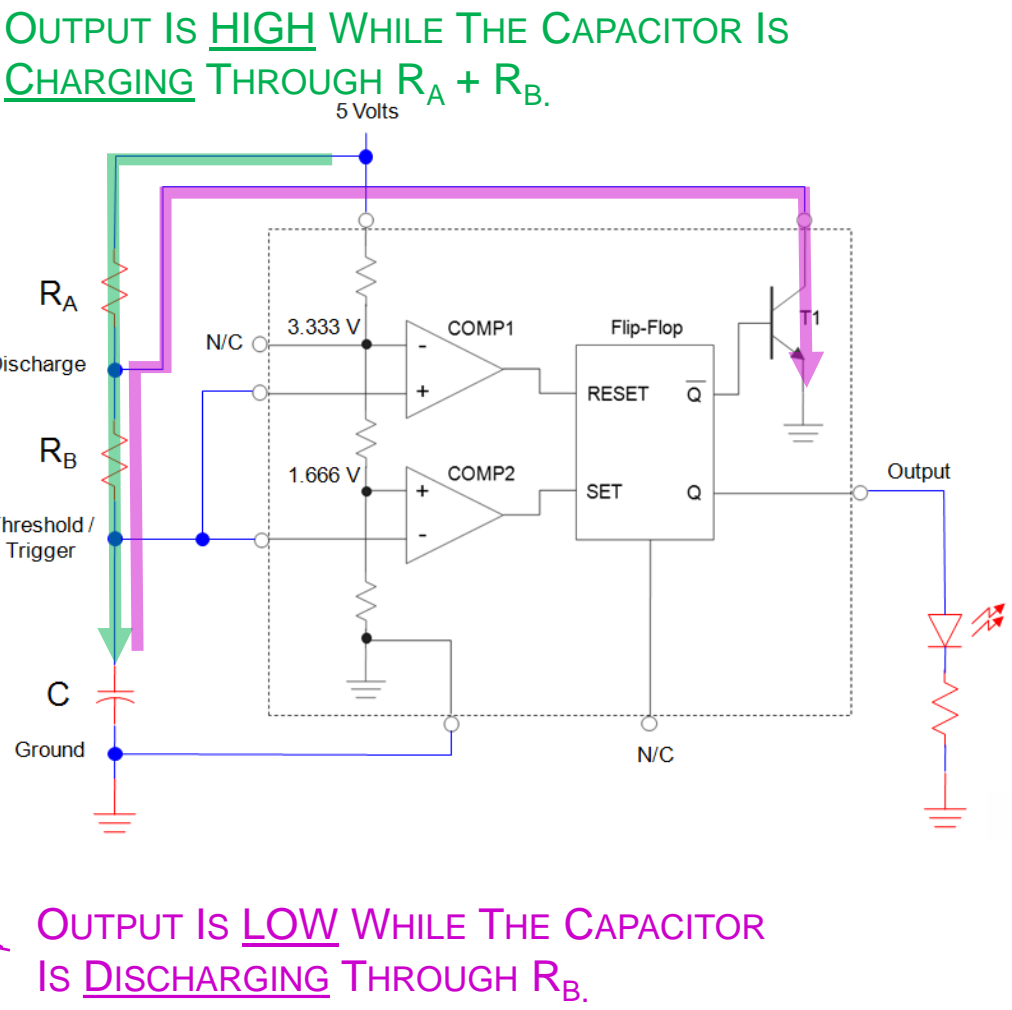 OUTPUT IS HIGH WHILE THE CAPACITOR IS
CHARGING THROUGH RA + RB.
5 Volts
RA
3.333 V
COMP1
Flip-Flop
T1
N/C
-
+
RESET
Q
ischarge
RB
1.666 V
COMP2
+
-
SET
Q
Output
hreshold /
Trigger
C
Ground
N/C
OUTPUT IS LOW WHILE THE CAPACITOR
IS DISCHARGING THROUGH RB.